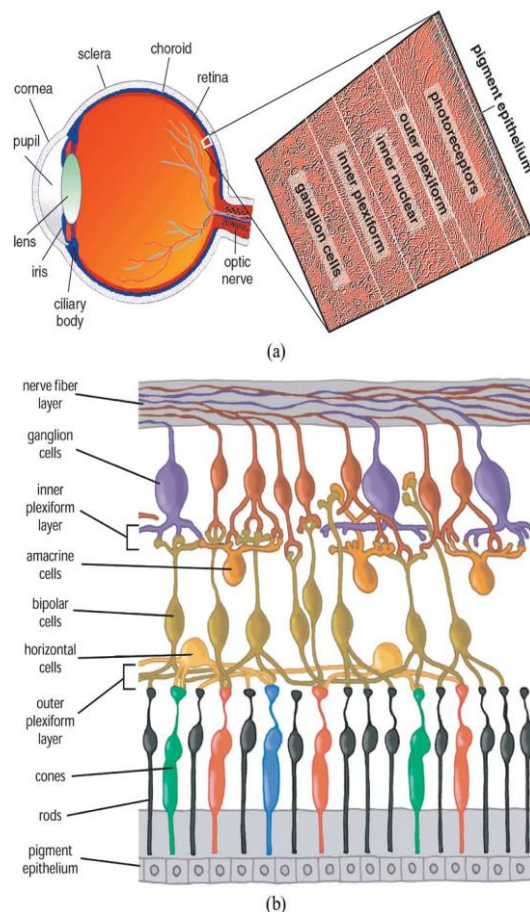 sclera
choroid
retina
cornea
pupil
lens
iris
ciliary
body
optic
nerve
pigment epithelium
photoreceptors
outer plexiform
inner nuclear
inner plexiform
ganglion cells
(a)
nerve fiber
layer
ganglion
cells
inner
plexiform
layer
amacrine
cells
bipolar
cells
horizontal
cells
outer
plexiform
layer
cones
rods
pigment
epithelium
(b)